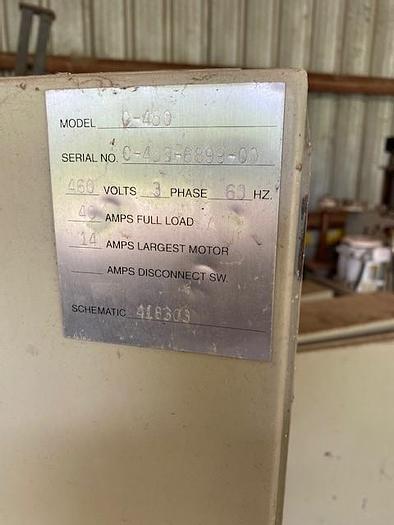 MODEL C-450
SERIAL NO.
460 VOLTS 3 PHASE 60 HZ.
40 AMPS FULL LOAD
14 AMPS LARGEST MOTOR
AMPS DISCONNECT SW.
SCHEMATIC 418303